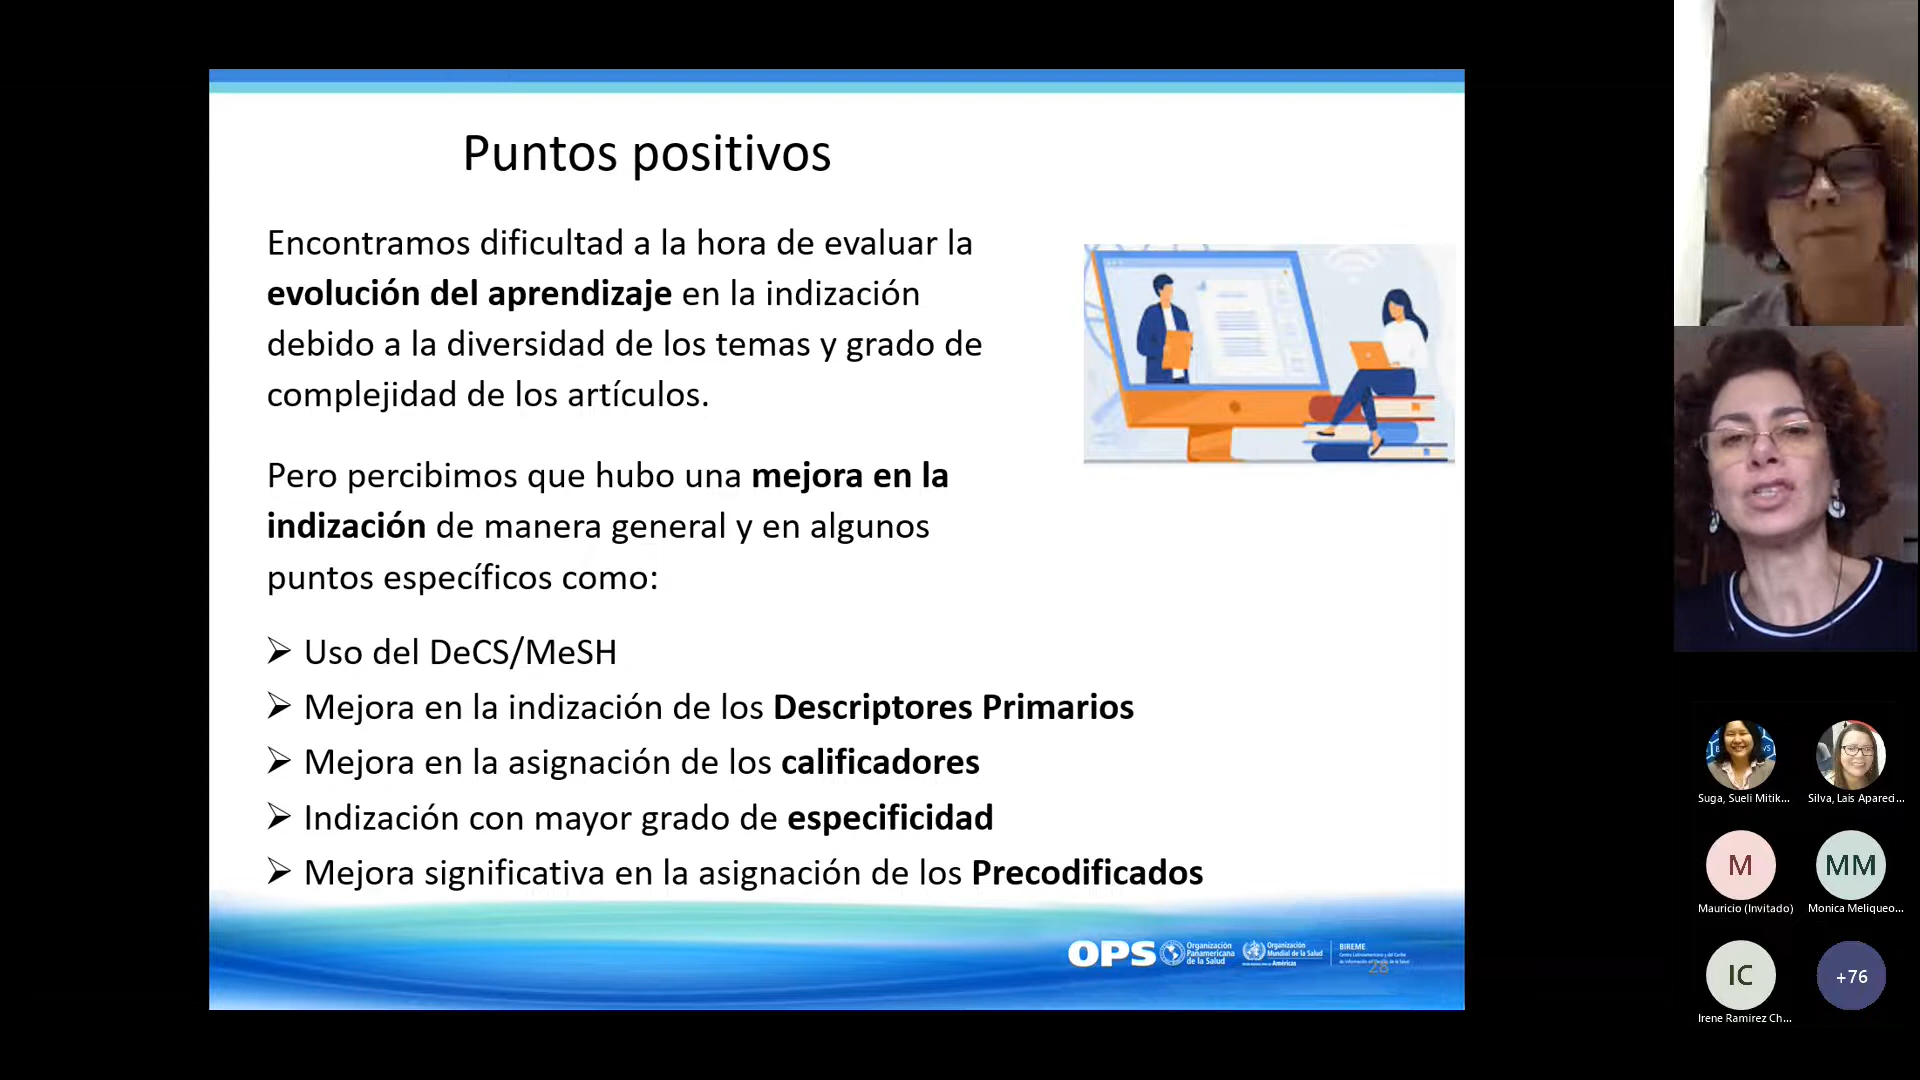 Puntos positivos
Encontramos dificultad a la hora de evaluar la
evolución del aprendizaje en la indización
debido a la diversidad de los temas y grado de
complejidad de los artículos.
Pero percibimos que hubo una mejora en la
indización de manera general y en algunos
puntos específicos como:
➢ Uso del DeCS/MeSH
➢ Mejora en la indización de los Descriptores Primarios
➢ Mejora en la asignación de los calificadores
➢ Indización con mayor grado de especificidad
➢ Mejora significativa en la asignación de los Precodificados
OPS
Organización
Panamericana
de la Salud
Organización
Mundial de la Salud
Américas
BIREME
28
Suga, Sueli Mitik...
Silva, Lais Apareci...
M
MM
Mauricio (Invitado)
Monica Meliqueo...
IC
+76
Irene Ramirez Ch...